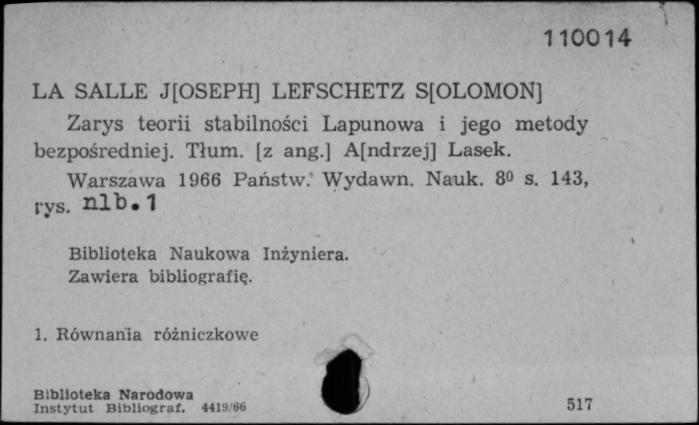 110014
LA SALLE J[OSEPH] LEFSCHETZ S[OLOMON]
Zarys teorii stabilności Lapunowa i jego metody
bezpośredniej. Tłum. [z ang.] A[ndrzej] Lasek.
Warszawa 1966 Państw. Wydawn. Nauk. 8⁰ s. 143,
rys. nlb. 1
Biblioteka Naukowa Inżyniera.
Zawiera bibliografię.
1. Równania różniczkowe
Biblioteka Narodowa
Instytut Bibliograf. 4419/66
517